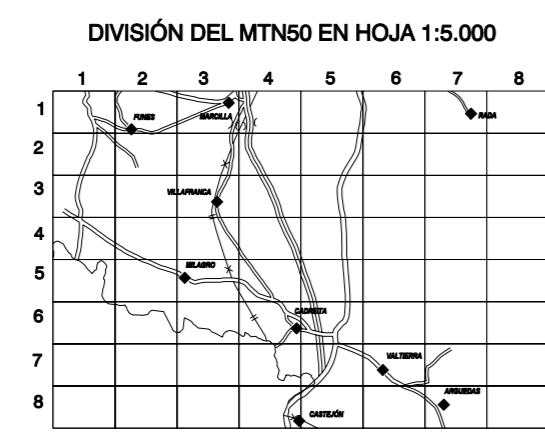 DIVISIÓN DEL MTN50 EN HOJA 1:5.000
1 2 3 4 5 6 7 8
1
FUNES
MARCILLA
RADA
2
3
VILLAFRANCA
4
5
MILAGRO
6
CADREITA
7
VALTIERRA
8
ARGUEDAS
CASTEJÓN